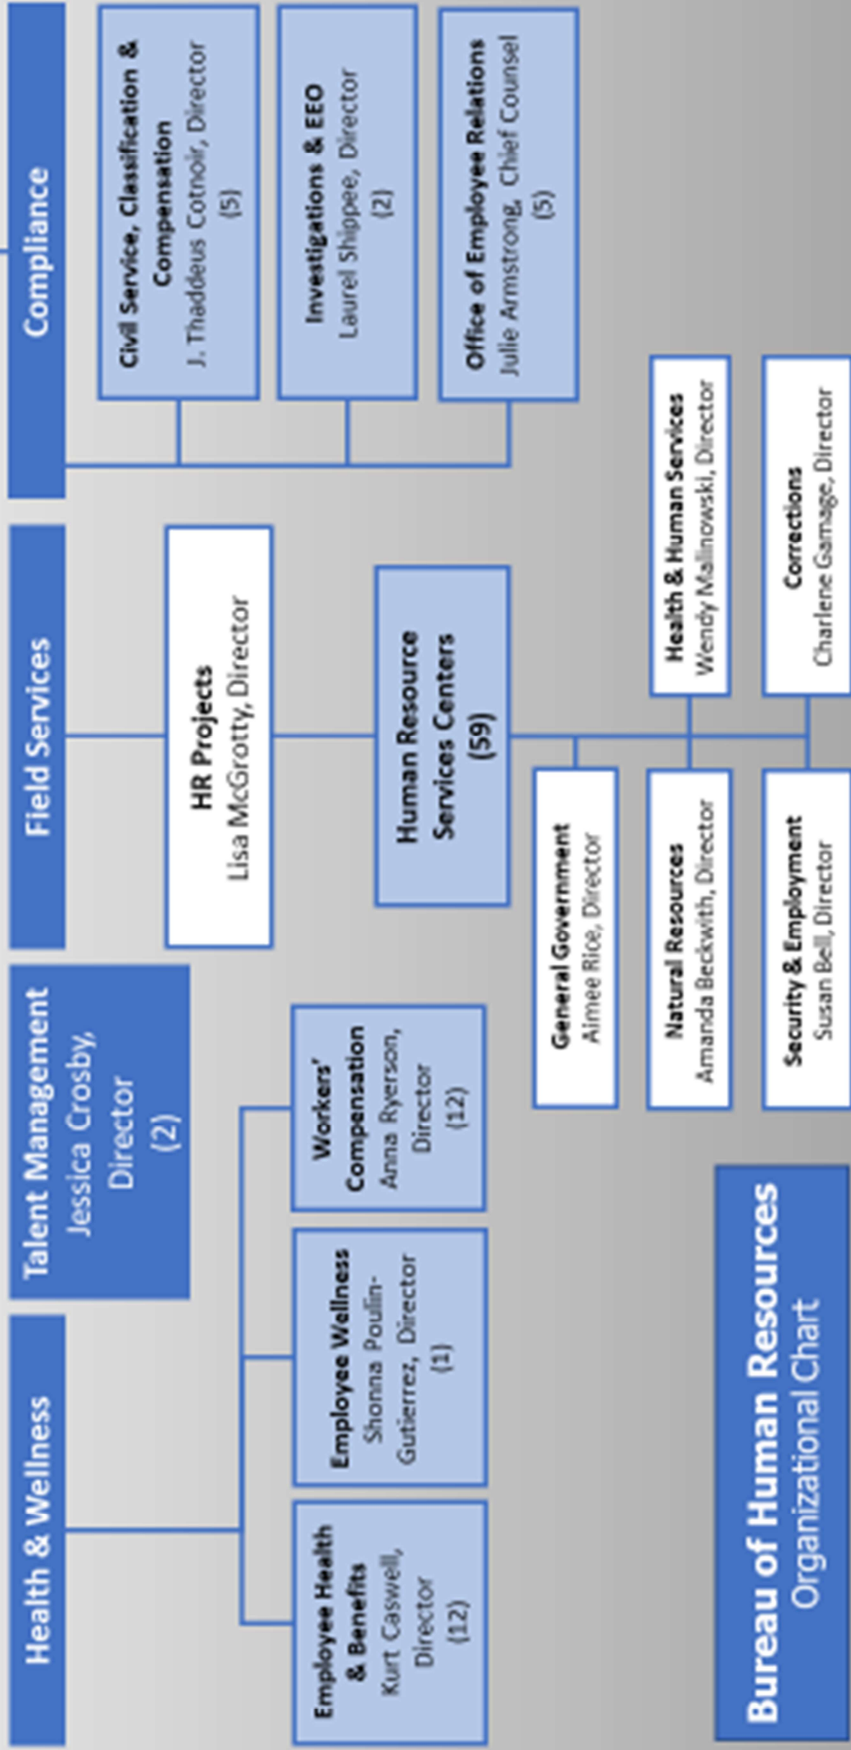 Health & Wellness
Employee Health
& Benefits
Kurt Caswell,
Director
(12)
Employee Wellness
Shonna Poulin-
Gutierrez, Director
(1)
Workers'
Compensation
Anna Ryerson,
Director
(12)
Talent Management
Jessica Crosby,
Director
(2)
Field Services
HR Projects
Lisa McGrotty, Director
Human Resource
Services Centers
(59)
General Government
Aimee Rice, Director
Natural Resources
Amanda Beckwith, Director
Health & Human Services
Wendy Malinowski, Director
Security & Employment
Susan Bell, Director
Corrections
Charlene Gamage, Director
Compliance
Civil Service, Classification &
Compensation
J. Thaddeus Cotnoir, Director
(5)
Investigations & EEO
Laurel Shippee, Director
(2)
Office of Employee Relations
Julie Armstrong, Chief Counsel
(5)
Bureau of Human Resources
Organizational Chart